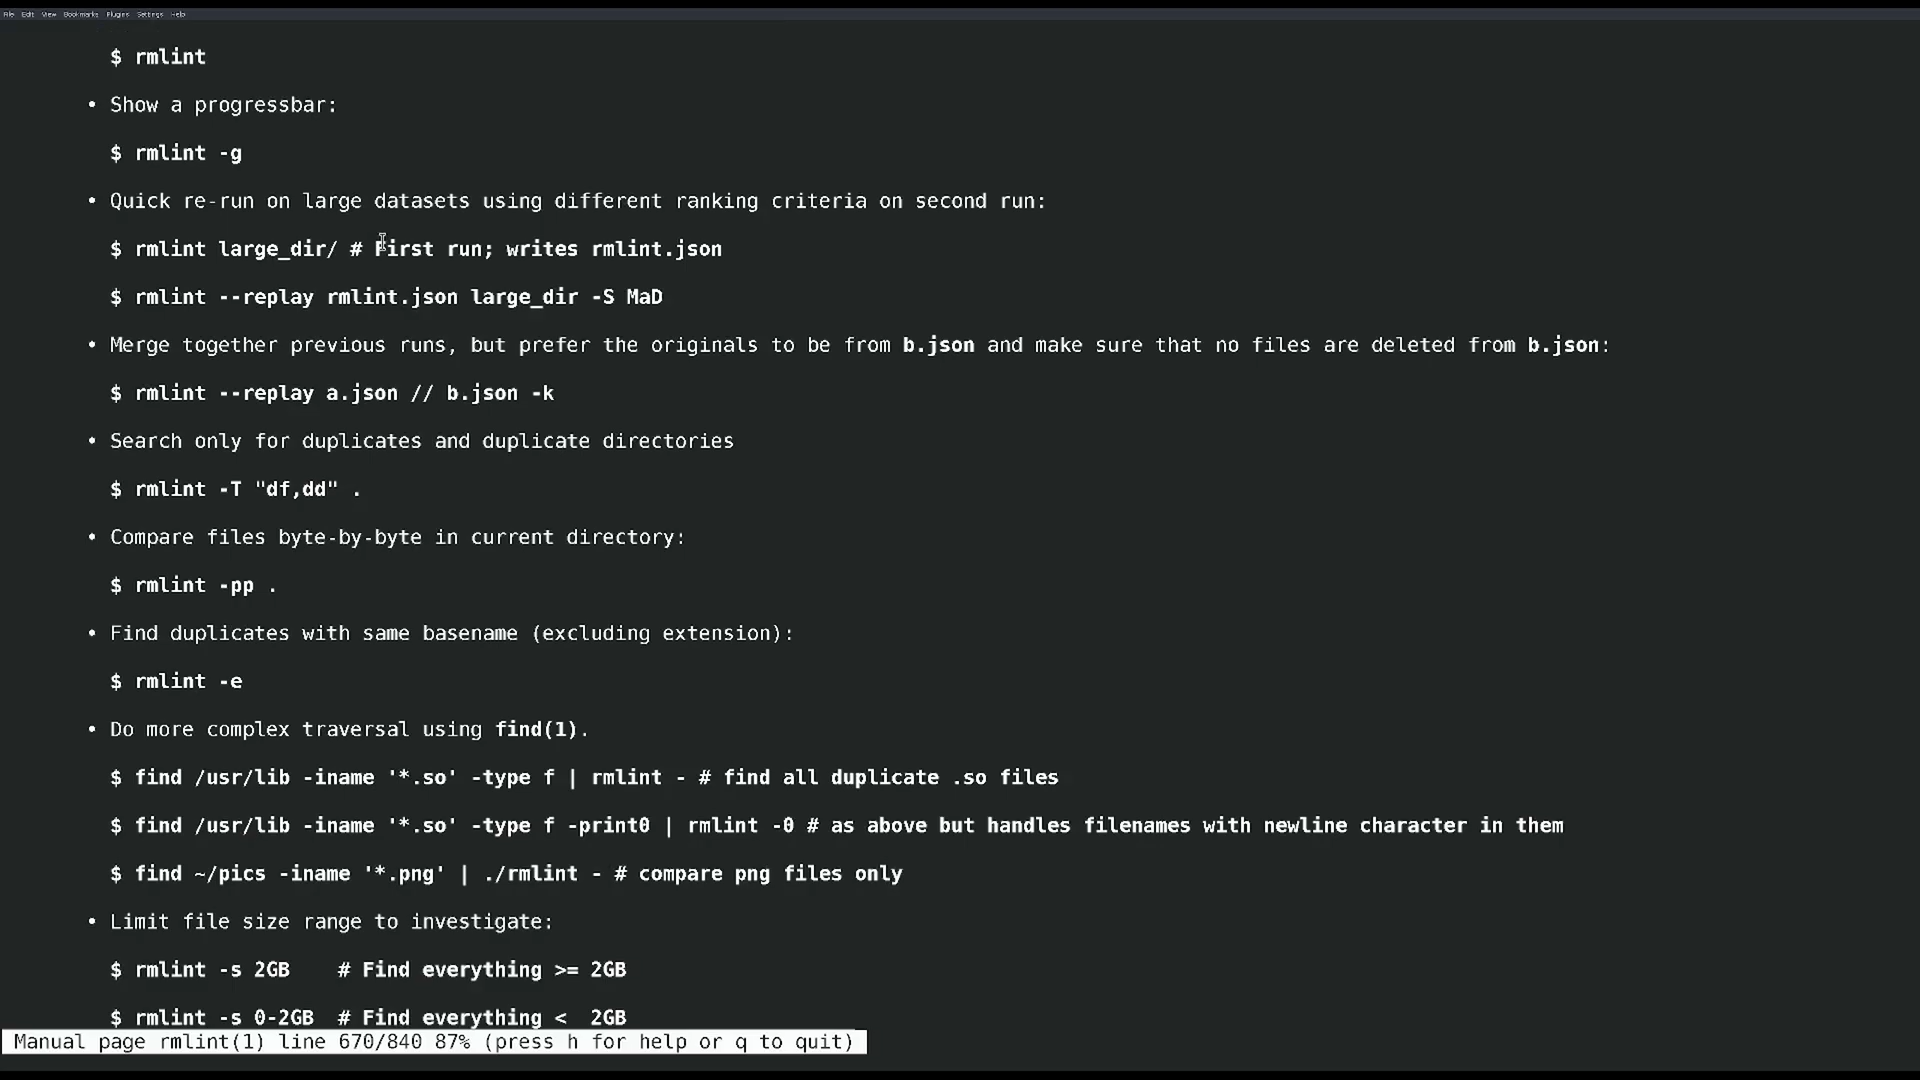 File Edit View Bookmarks Plugins Settings Help
$ rmlint
• Show a progressbar:
$ rmlint -g
• Quick re-run on large datasets using different ranking criteria on second run:
$ rmlint large_dir/ # First run; writes rmlint.json
$ rmlint --replay rmlint.json large_dir -S MaD
• Merge together previous runs, but prefer the originals to be from b.json and make sure that no files are deleted from b.json:
$ rmlint --replay a.json // b.json -k
• Search only for duplicates and duplicate directories
$ rmlint -T "df,dd" .
• Compare files byte-by-byte in current directory:
$ rmlint -pp .
• Find duplicates with same basename (excluding extension):
$ rmlint -e
• Do more complex traversal using find(1).
$ find /usr/lib -iname '*.so' -type f | rmlint - # find all duplicate .so files
$ find /usr/lib -iname '*.so' -type f -print0 | rmlint -0 # as above but handles filenames with newline character in them
$ find ~/pics -iname '*.png' | ./rmlint - # compare png files only
• Limit file size range to investigate:
$ rmlint -s 2GB    # Find everything >= 2GB
$ rmlint -s 0-2GB  # Find everything <  2GB
Manual page rmlint(1) line 670/840 87% (press h for help or q to quit)